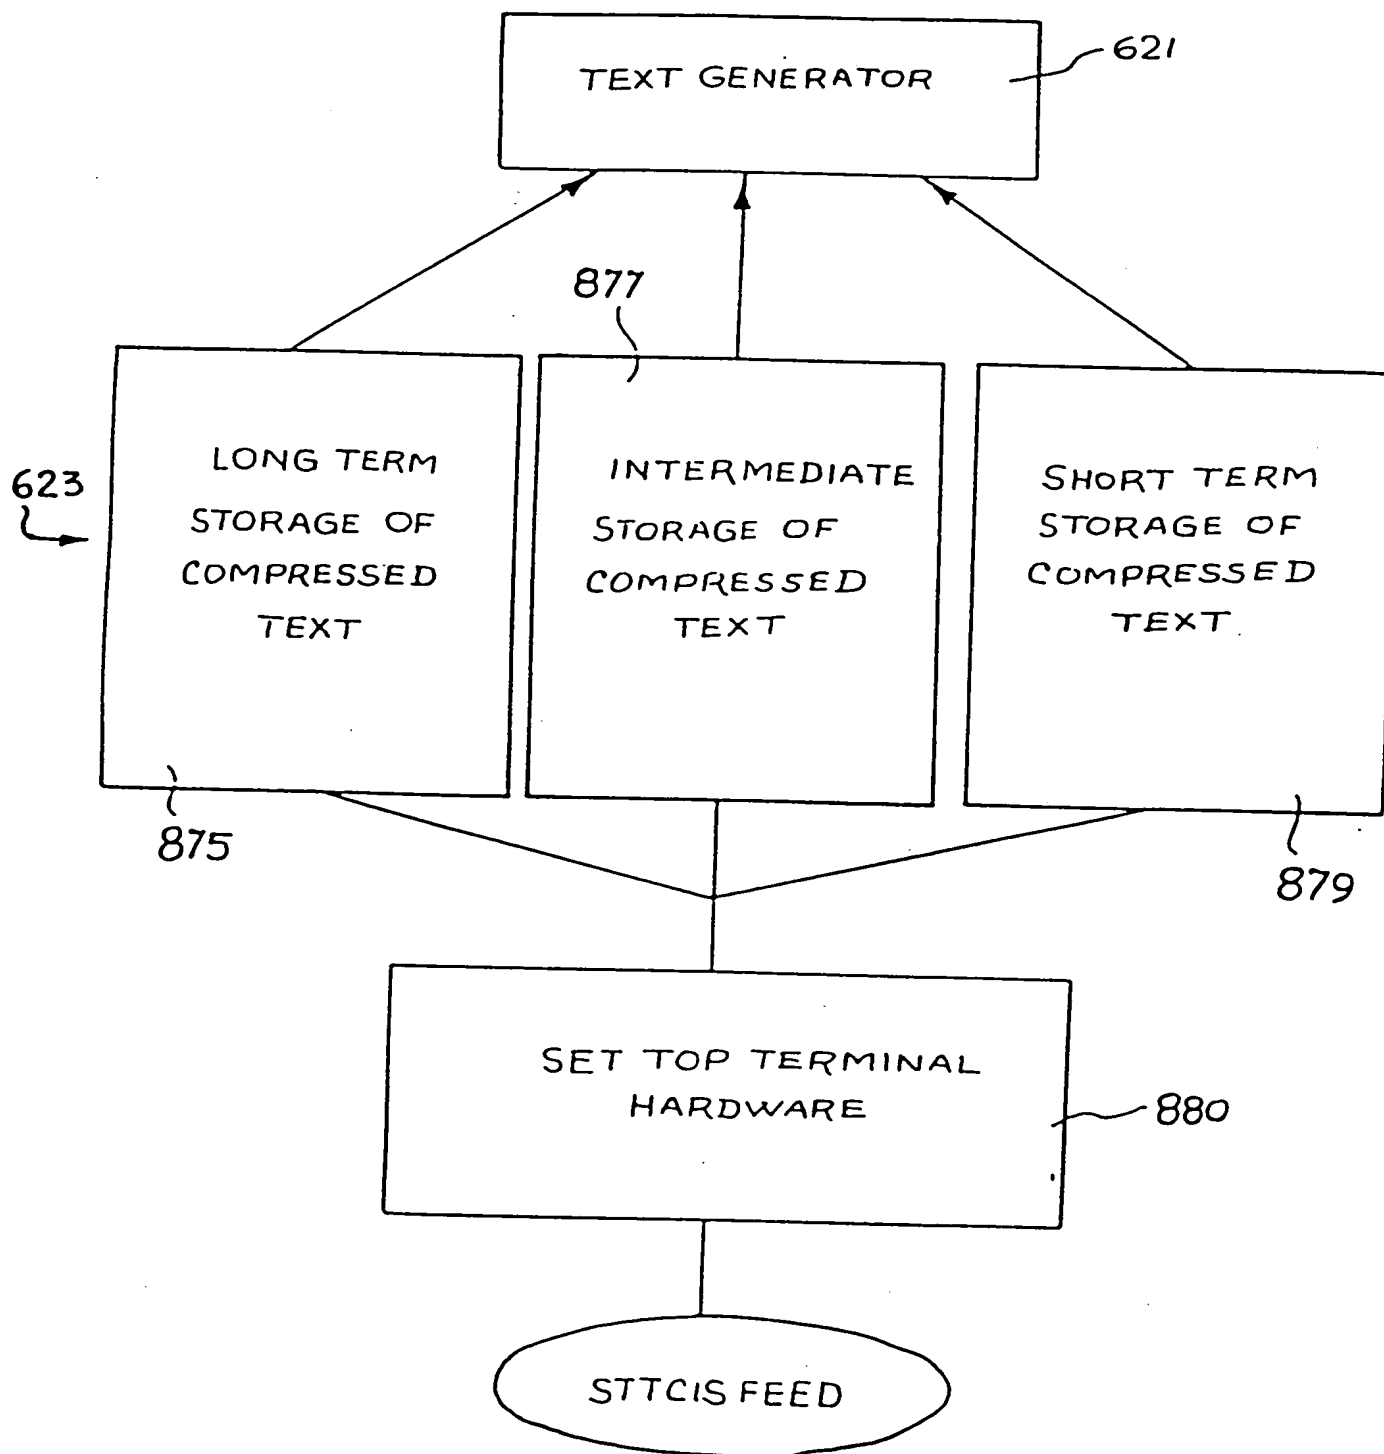 TEXT GENERATOR
621
877
623
LONG TERM
STORAGE OF
COMPRESSED
TEXT
INTERMEDIATE
STORAGE OF
COMPRESSED
TEXT
SHORT TERM
STORAGE OF
COMPRESSED
TEXT
875
879
SET TOP TERMINAL
HARDWARE
880
STTCIS FEED